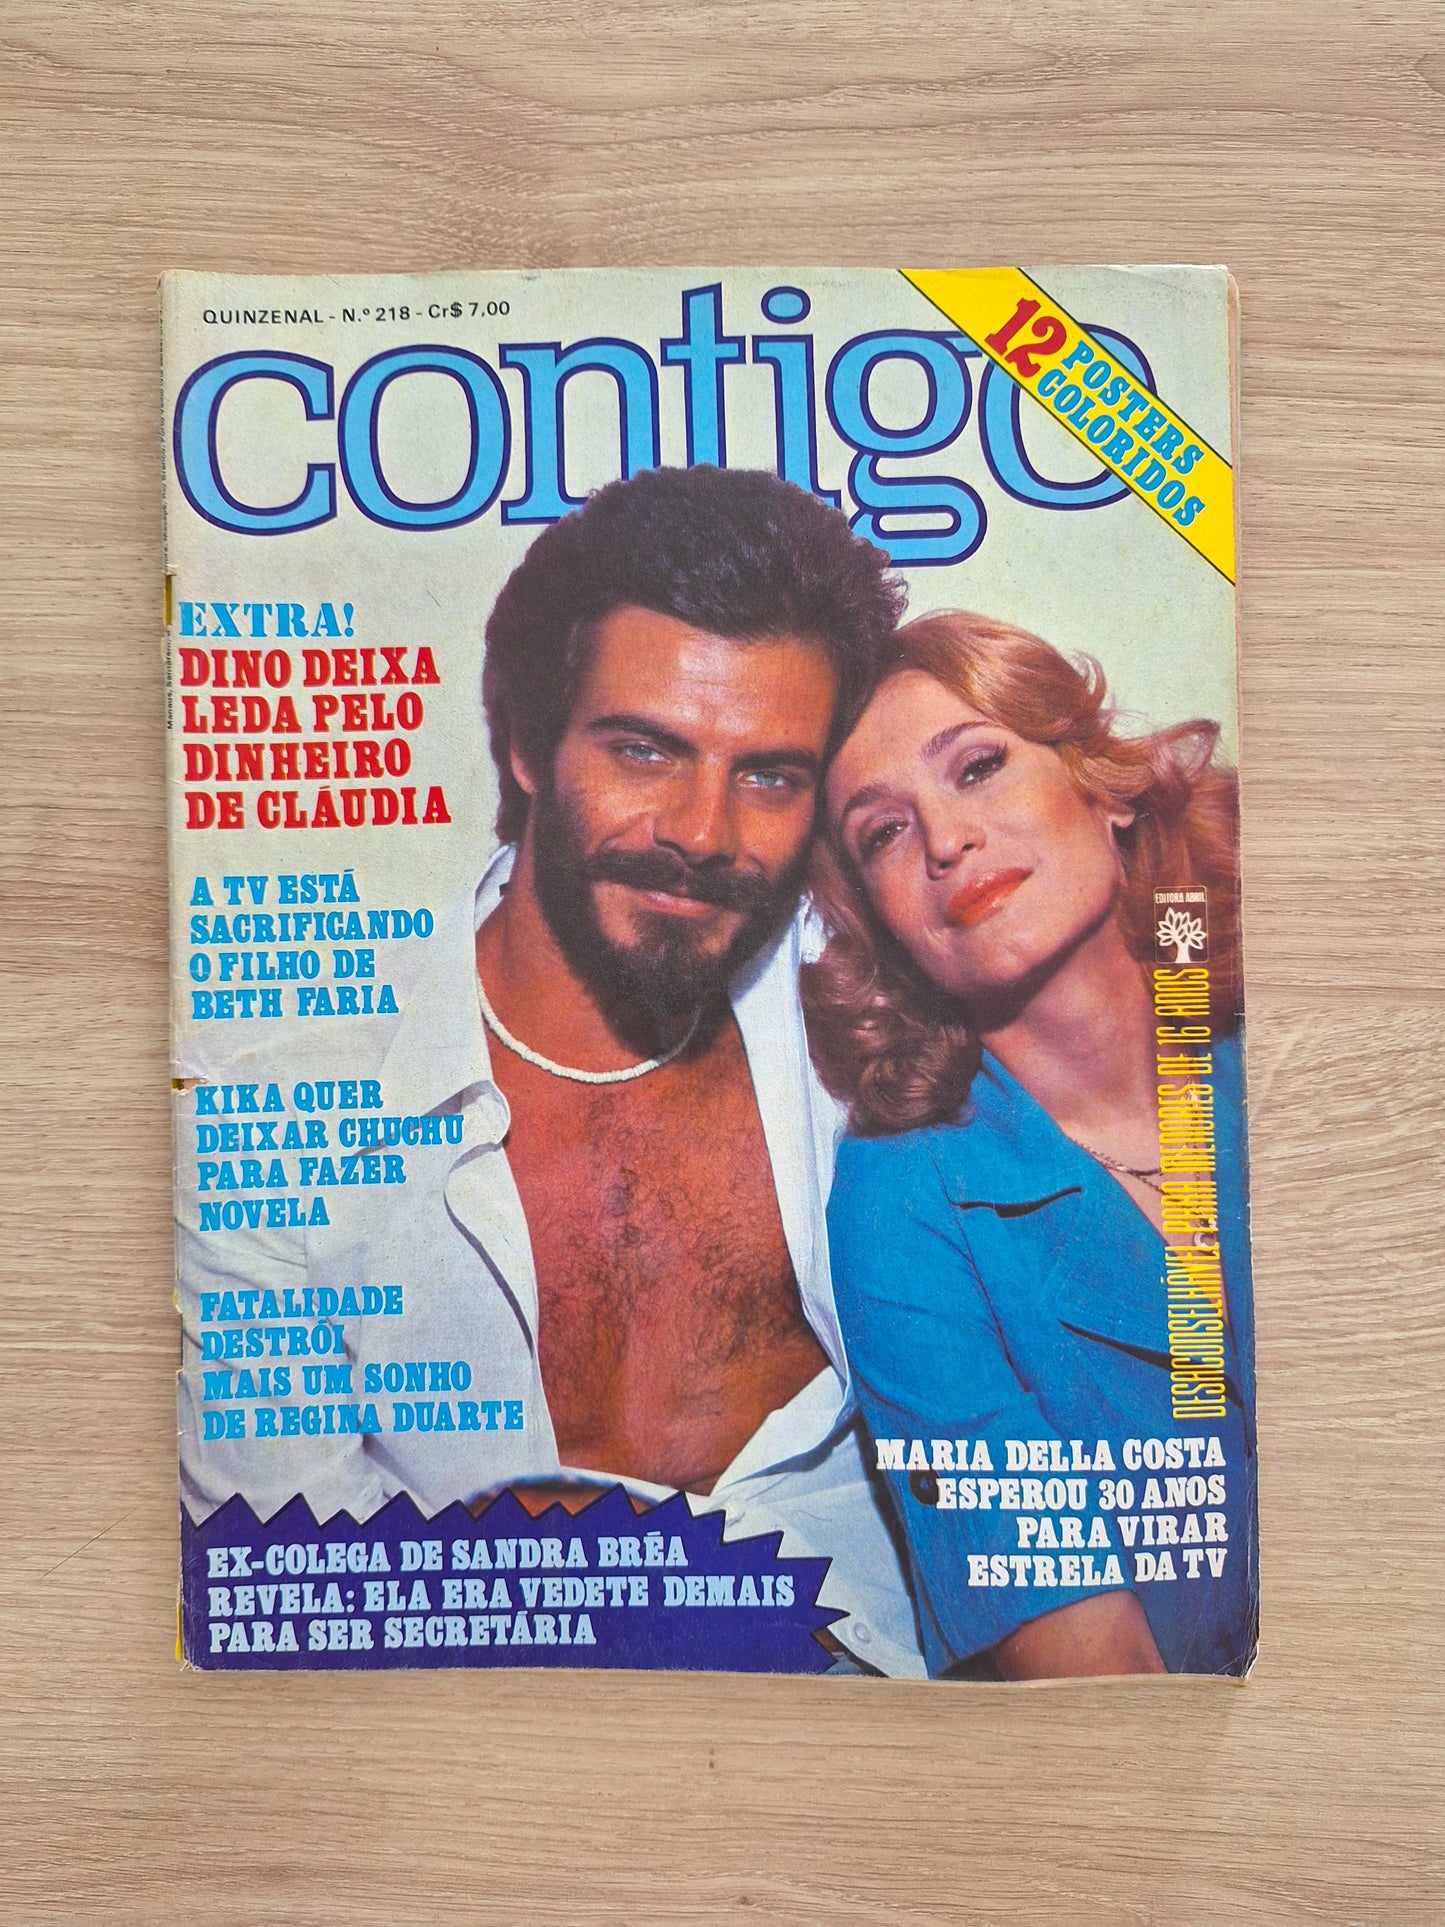 QUINZENAL - N.º 218 - Cr$ 7,00
contigo
12 POSTERS
COLORIDOS
EXTRA!
DINO DEIXA
LEDA PELO
DINHEIRO
DE CLÁUDIA
A TV ESTÁ
SACRIFICANDO
O FILHO DE
BETH FARIA
KIKA QUER
DEIXAR CHUCHU
PARA FAZER
NOVELA
FATALIDADE
DESTRÓI
MAIS UM SONHO
DE REGINA DUARTE
EX-COLEGA DE SANDRA BRÉA
REVELA: ELA ERA VEDETE DEMAIS
PARA SER SECRETÁRIA
EDITORA ABRIL
DESACONSELHÁVEL PARA MENORES DE 16 ANOS
MARIA DELLA COSTA
ESPEROU 30 ANOS
PARA VIRAR
ESTRELA DA TV